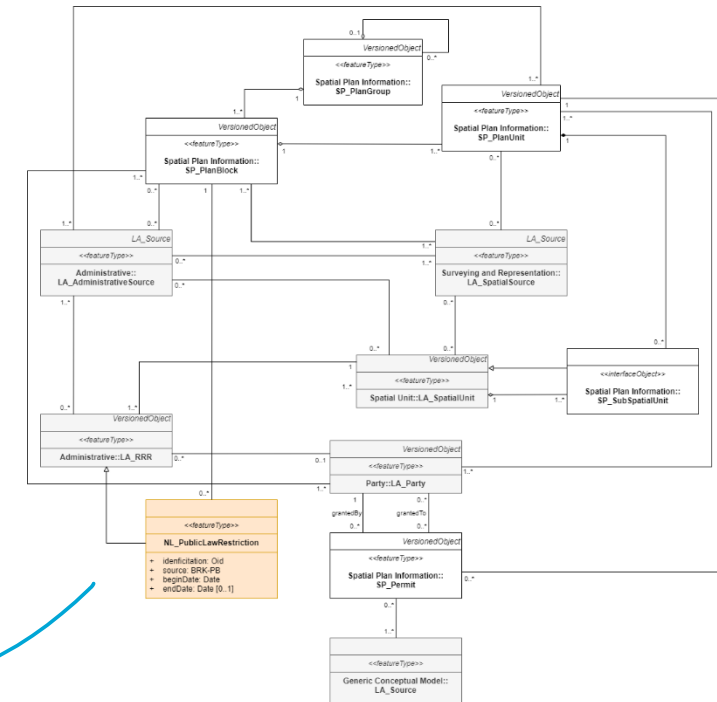 0..1
VersionedObject
0..*
<<featureType>>
Spatial Plan Information::
SP_PlanGroup
1..*
1
1..*
VersionedObject
1
<<featureType>>
1..*
Spatial Plan Information::
SP_PlanUnit
1..*
1
0..*
VersionedObject
<<featureType>>
1
Spatial Plan Information::
SP_PlanBlock
1..*
0..*
1
1..*
1..*
0..*
0..*
LA_Source
<<featureType>>
Administrative::
LA_AdministrativeSource
1..*
0..*
0..*
1..*
1..*
LA_Source
<<featureType>>
Surveying and Representation::
LA_SpatialSource
0..*
0..*
0..*
0..*
VersionedObject
<<featureType>>
Spatial Unit::LA_SpatialUnit
1
1..*
1
1..*
<<interfaceObject>>
Spatial Plan Information::
SP_SubSpatialUnit
0..*
1..*
VersionedObject
<<featureType>>
Administrative::LA_RRR
0..*
0..1
1..*
VersionedObject
<<featureType>>
Party::LA_Party
1..*
0..*
<<featureType>>
NL_PublicLawRestriction
+ idenficitation: Oid
+ source: BRK-PB
+ beginDate: Date
+ endDate: Date [0..1]
1
0..*
grantedBy
grantedTo
0..*
0..*
VersionedObject
<<featureType>>
Spatial Plan Information::
SP_Permit
0..*
0..*
1..*
<<featureType>>
Generic Conceptual Model::
LA_Source